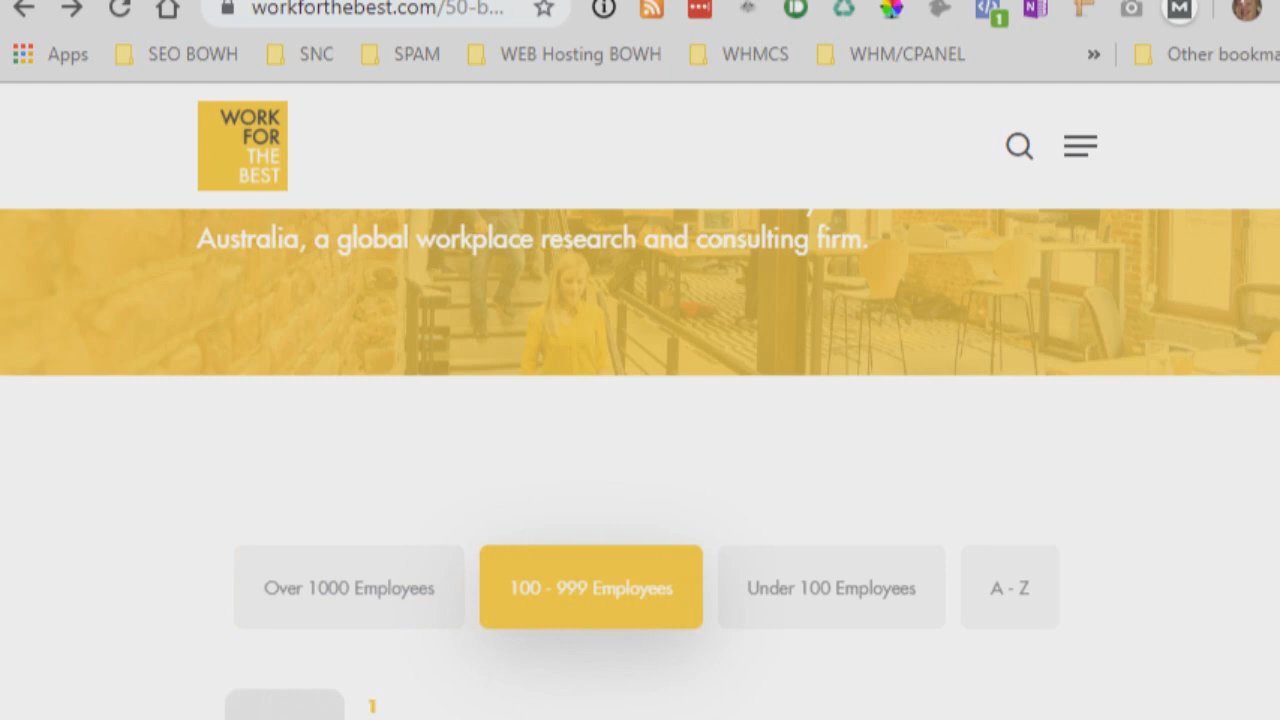 workforthebest.com/50-b...
1
Apps SEO BOWH SNC SPAM WEB Hosting BOWH WHMCS WHM/CPANEL » Other bookma
WORK
FOR
THE
BEST
Australia, a global workplace research and consulting firm.
Over 1000 Employees 100 - 999 Employees Under 100 Employees A - Z
1